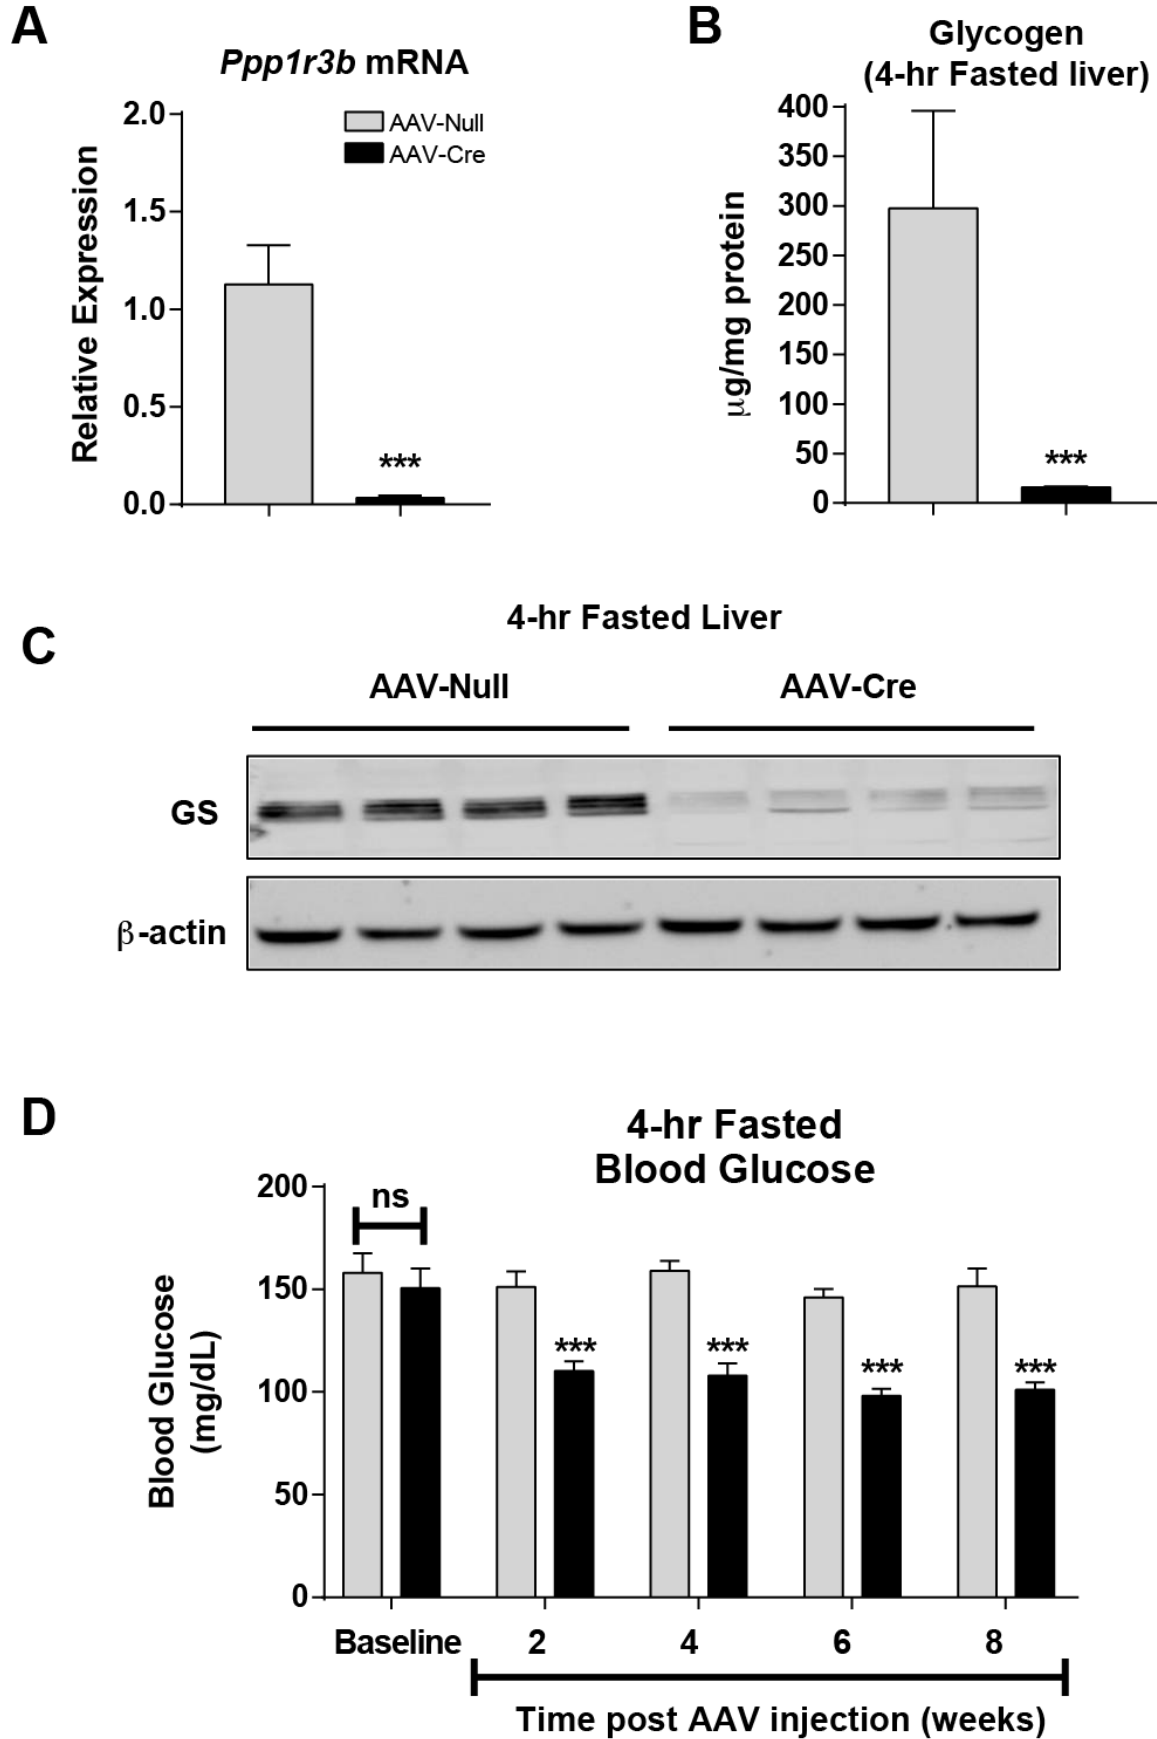 A
Ppp1r3b mRNA
2.0
1.5
1.0
0.5
0.0
Relative Expression
AAV-Null
AAV-Cre
***
B
Glycogen
(4-hr Fasted liver)
400
350
300
250
200
150
100
50
0
μg/mg protein
***
C
4-hr Fasted Liver
AAV-Null
AAV-Cre
GS
β-actin
D
4-hr Fasted
Blood Glucose
200
150
100
50
0
Blood Glucose
(mg/dL)
ns
***
***
***
***
Baseline
2
4
6
8
Time post AAV injection (weeks)